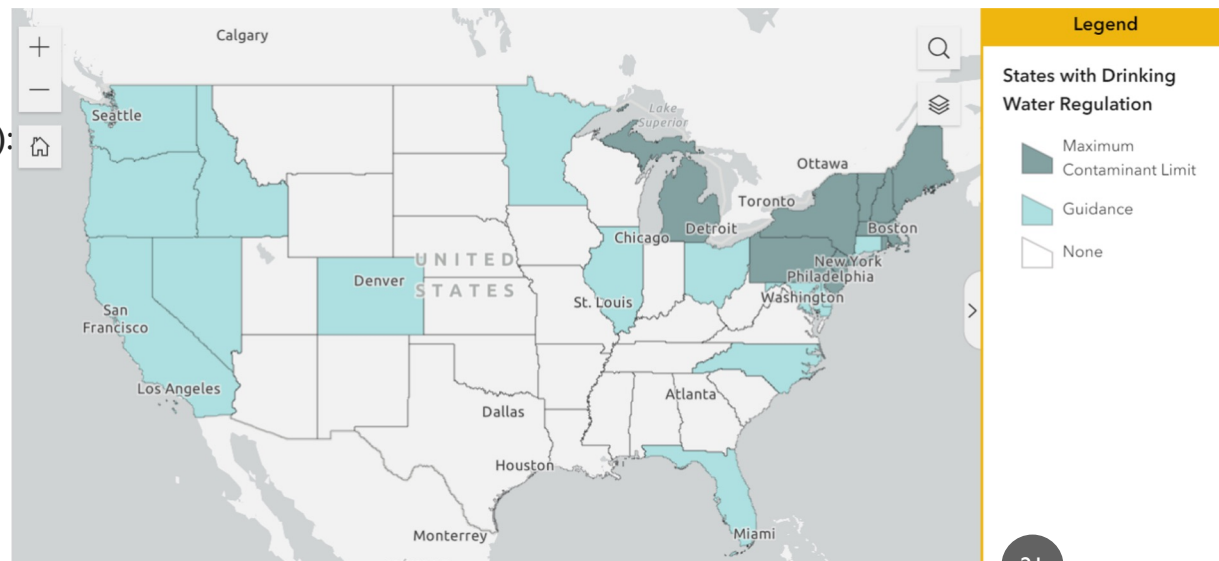 Calgary
Legend
):
Seattle
Lake
Superior
States with Drinking
Water Regulation
Ottawa
Maximum
Contaminant Limit
Toronto
Chicago
Detroit
Boston
Guidance
UNITED
STATES
Denver
New York
Philadelphia
None
San
Francisco
St. Louis
Washington
Los Angeles
Atlanta
Dallas
Houston
Monterrey
Miami